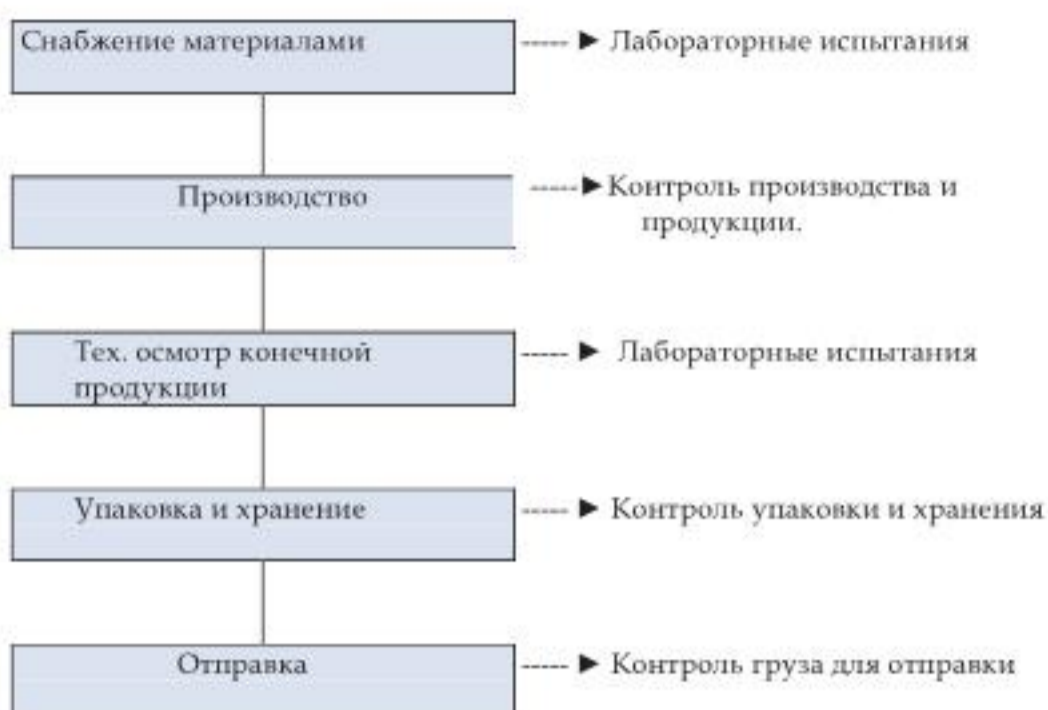 Снабжение материалами
Лабораторные испытания
Производство
Контроль производства и
продукции.
Тех. осмотр конечной
продукции
Лабораторные испытания
Упаковка и хранение
Контроль упаковки и хранения
Отправка
Контроль груза для отправки